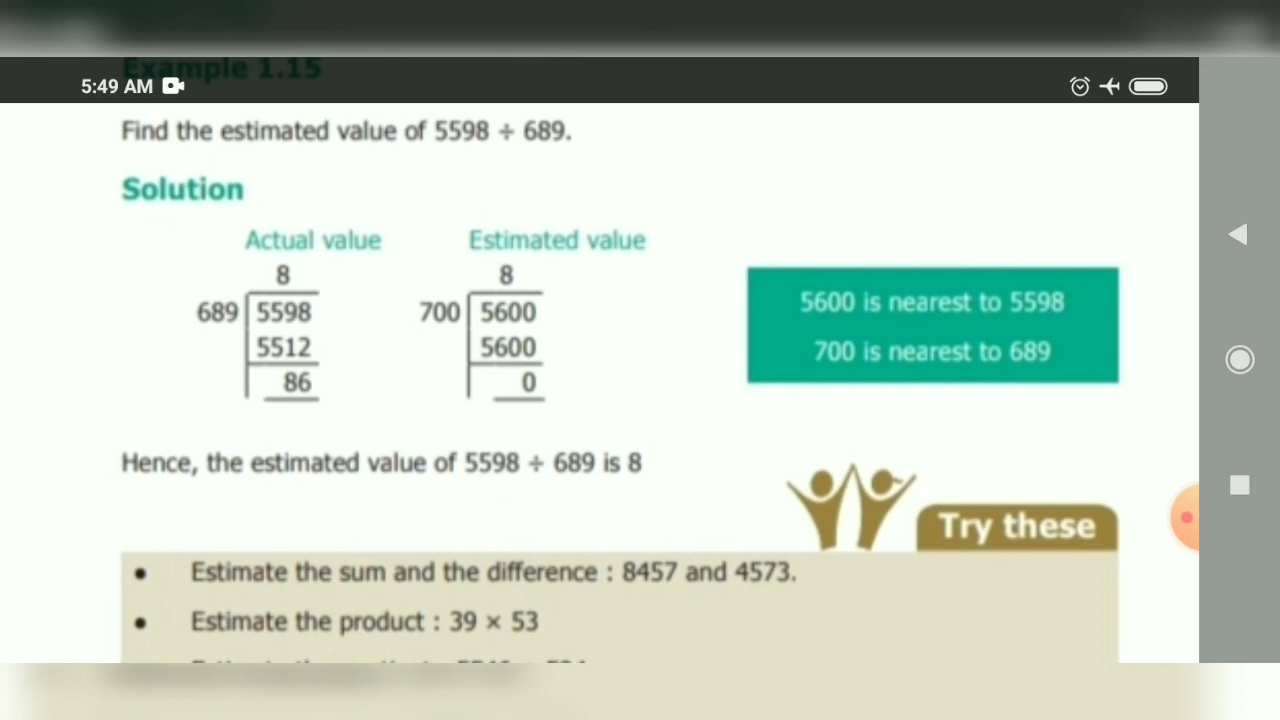 Example 1.15
5:49 AM
Find the estimated value of 5598 ÷ 689.
Solution
Actual value Estimated value
8 8
689 5598 700 5600
5512 5600
86 0
5600 is nearest to 5598
700 is nearest to 689
Hence, the estimated value of 5598 ÷ 689 is 8
Try these
• Estimate the sum and the difference : 8457 and 4573.
• Estimate the product : 39 × 53